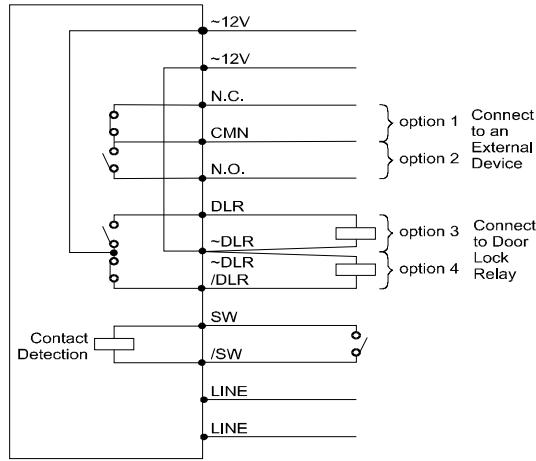 ~12V
~12V
N.C.
option 1
Connect
to an
External
Device
CMN
option 2
N.O.
DLR
option 3
Connect
to Door
Lock
Relay
~DLR
~DLR
option 4
/DLR
SW
Contact
Detection
/SW
LINE
LINE